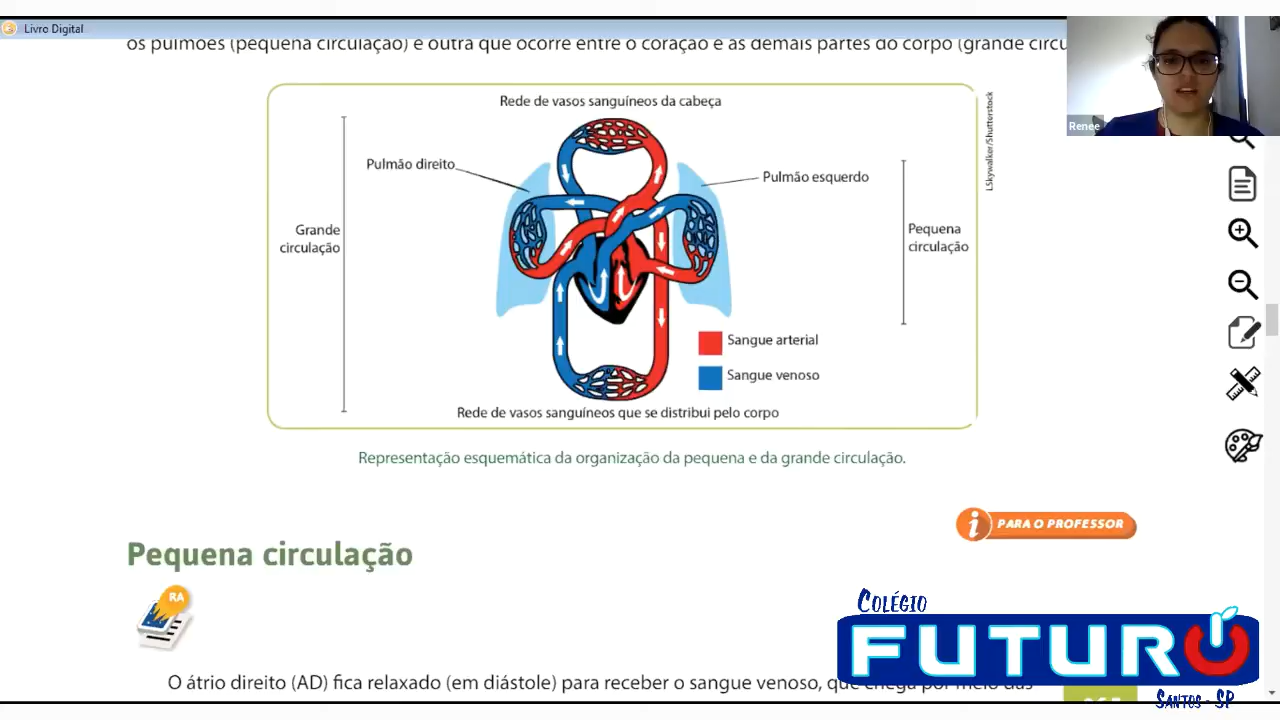 Livro Digital
os pulmões (pequena circulação) e outra que ocorre entre o coração e as demais partes do corpo (grande circu
Rede de vasos sanguíneos da cabeça
LSkywalker/Shutterstock
Renee
Pulmão direito
Pulmão esquerdo
Grande
circulação
Pequena
circulação
Sangue arterial
Sangue venoso
Rede de vasos sanguíneos que se distribui pelo corpo
Representação esquemática da organização da pequena e da grande circulação.
PARA O PROFESSOR
Pequena circulação
RA
COLÉGIO
FUTURO
SANTOS - SP
O átrio direito (AD) fica relaxado (em diástole) para receber o sangue venoso, que chega por meio das